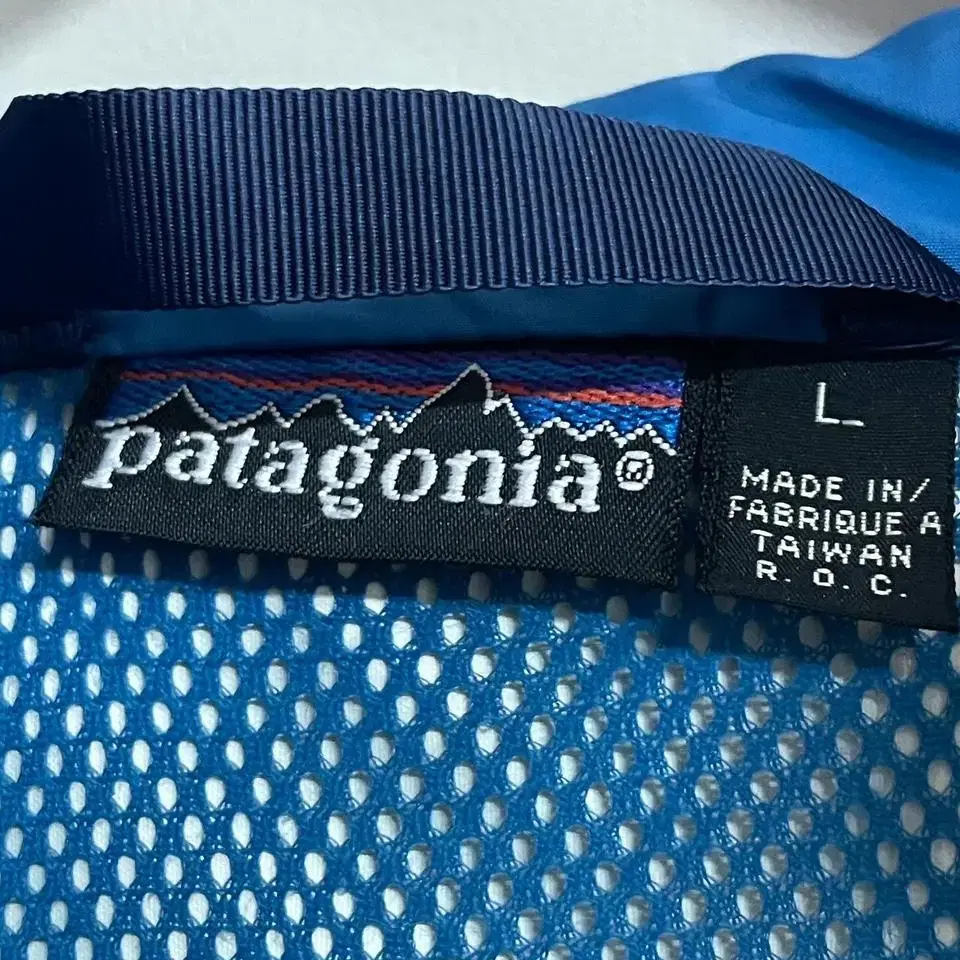 patagonia®
L
MADE IN/
FABRIQUE A
TAIWAN
R. O. C.